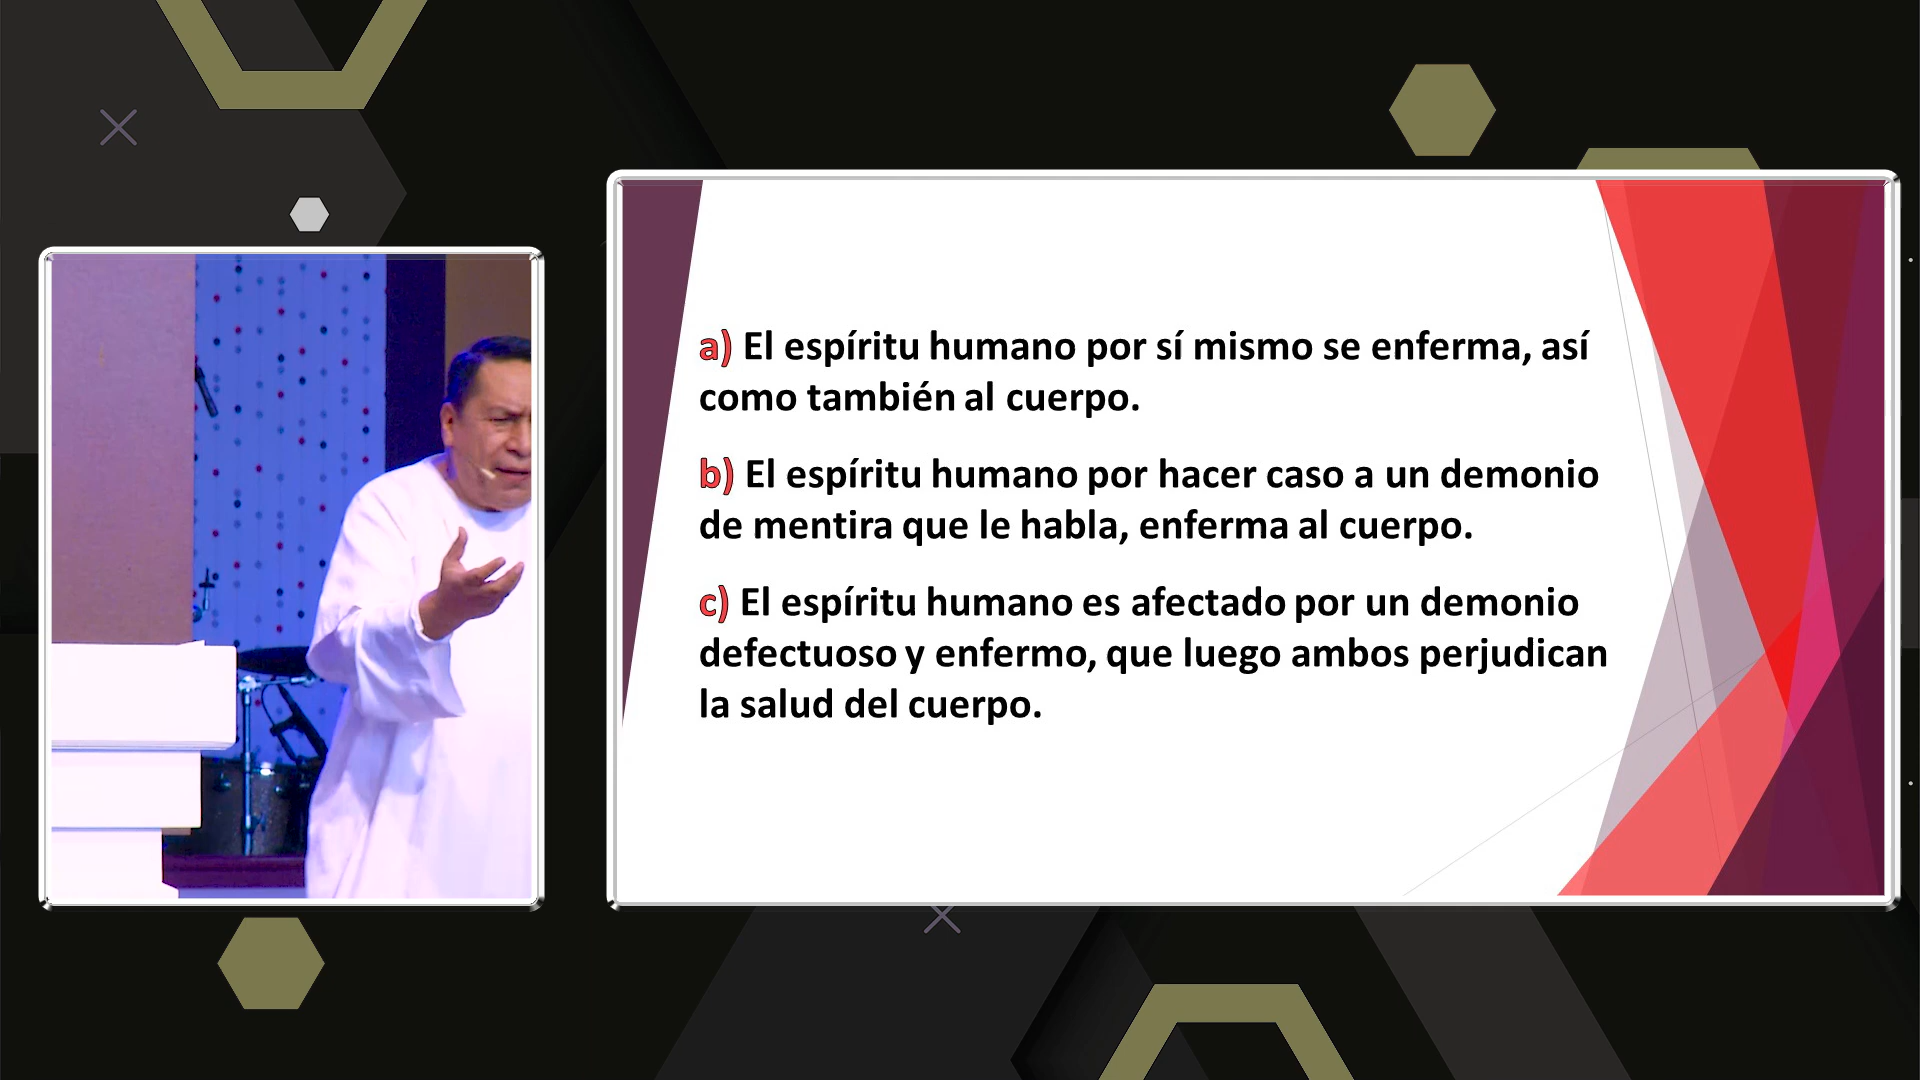 a) El espíritu humano por sí mismo se enferma, así
como también al cuerpo.
b) El espíritu humano por hacer caso a un demonio
de mentira que le habla, enferma al cuerpo.
c) El espíritu humano es afectado por un demonio
defectuoso y enfermo, que luego ambos perjudican
la salud del cuerpo.